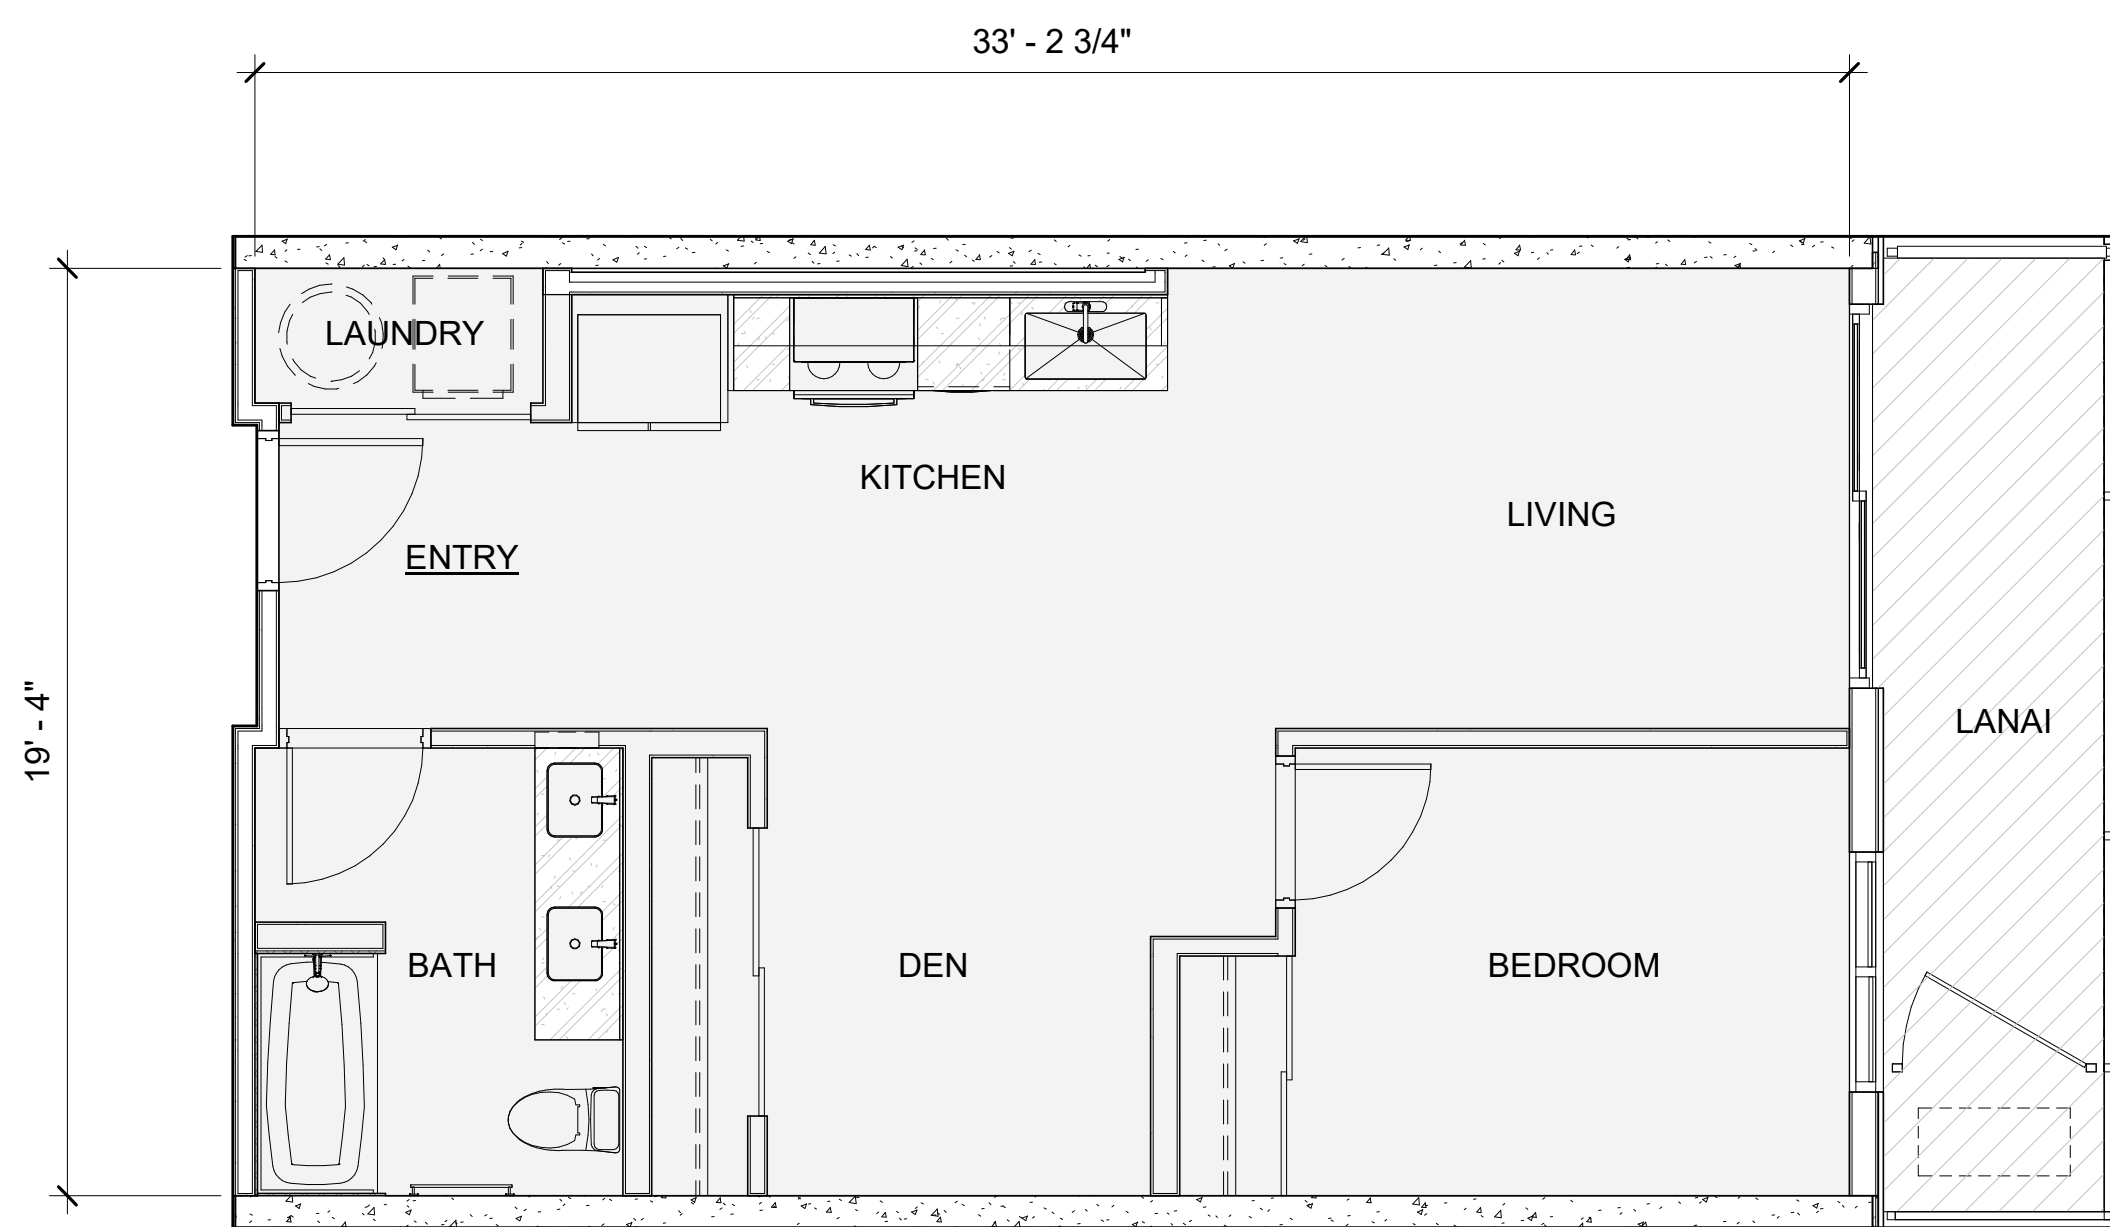 33' - 2 3/4"
LAUNDRY
KITCHEN
LIVING
ENTRY
19' - 4"
LANAI
BATH
DEN
BEDROOM